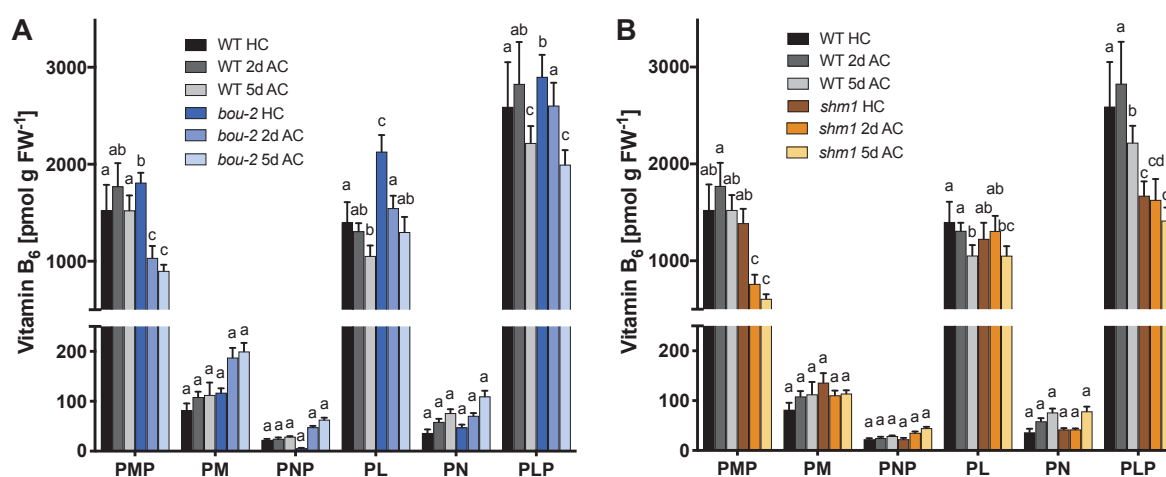 A
Vitamin B6 [pmol g FW-1]
3000
2000
1000
200
100
0
WT HC
WT 2d AC
WT 5d AC
bou-2 HC
bou-2 2d AC
bou-2 5d AC
a ab a b c c
a a a a a a
a a a a a a
a ab b c a ab
a a a a a a
a ab c b a c
PMP PM PNP PL PN PLP
B
Vitamin B6 [pmol g FW-1]
3000
2000
1000
200
100
0
WT HC
WT 2d AC
WT 5d AC
shm1 HC
shm1 2d AC
shm1 5d AC
ab a ab ab c c
a a a a a a
a a a a a a
a a b ab ab bc
a a a a a a
a a b c cd
PMP PM PNP PL PN PLP